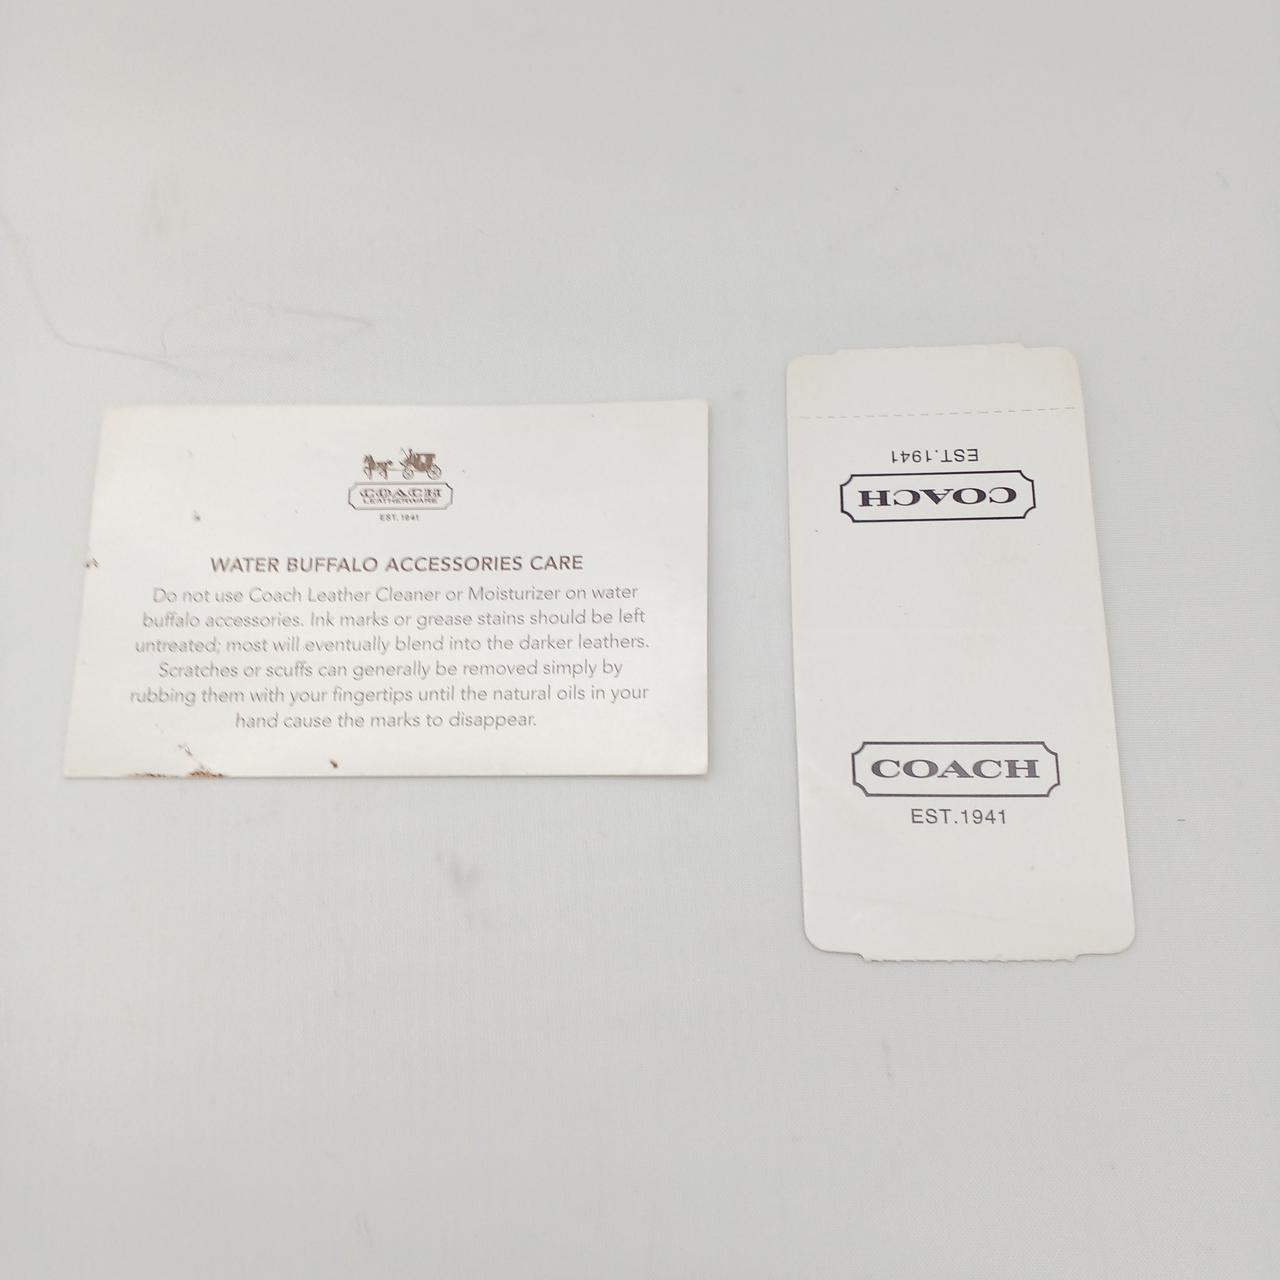 COACH
LEATHERWARE
EST. 1941
WATER BUFFALO ACCESSORIES CARE
Do not use Coach Leather Cleaner or Moisturizer on water
buffalo accessories. Ink marks or grease stains should be left
untreated; most will eventually blend into the darker leathers.
Scratches or scuffs can generally be removed simply by
rubbing them with your fingertips until the natural oils in your
hand cause the marks to disappear.
COACH
EST.1941
COACH
EST.1941